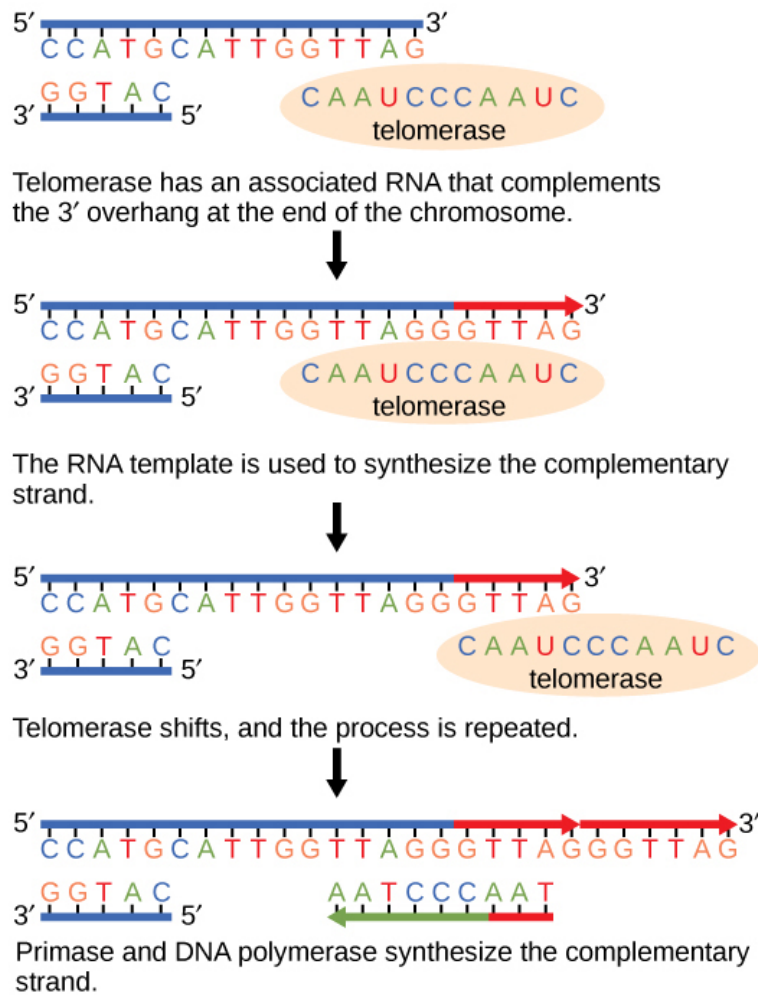 5′ 3′
CCATGCATTGGTTAG
GGTAC CAAUCCCAAUC
3′ 5′ telomerase
Telomerase has an associated RNA that complements
the 3′ overhang at the end of the chromosome.
5′ 3′
CCATGCATTGGTTAGGGTTAG
GGTAC CAAUCCCAAUC
3′ 5′ telomerase
The RNA template is used to synthesize the complementary
strand.
5′ 3′
CCATGCATTGGTTAGGGTTAG
GGTAC CAAUCCCAAUC
3′ 5′ telomerase
Telomerase shifts, and the process is repeated.
5′ 3′
CCATGCATTGGTTAGGGTTAGGGTTAG
GGTAC AATCCCAAT
3′ 5′
Primase and DNA polymerase synthesize the complementary
strand.